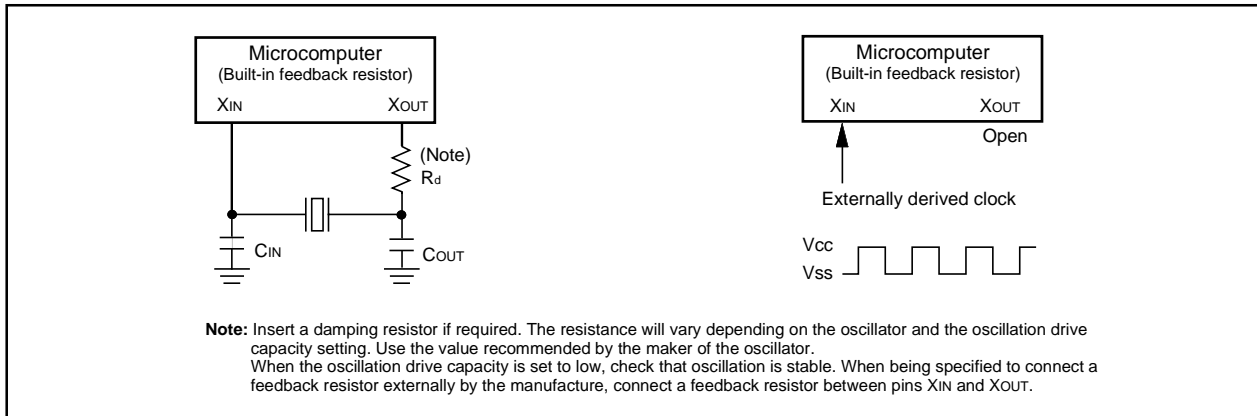 Microcomputer
(Built-in feedback resistor)
XIN XOUT
(Note)
Rd
CIN
COUT
Microcomputer
(Built-in feedback resistor)
XIN XOUT
Open
Externally derived clock
Vcc
Vss
Note: Insert a damping resistor if required. The resistance will vary depending on the oscillator and the oscillation drive
capacity setting. Use the value recommended by the maker of the oscillator.
When the oscillation drive capacity is set to low, check that oscillation is stable. When being specified to connect a
feedback resistor externally by the manufacture, connect a feedback resistor between pins XIN and XOUT.